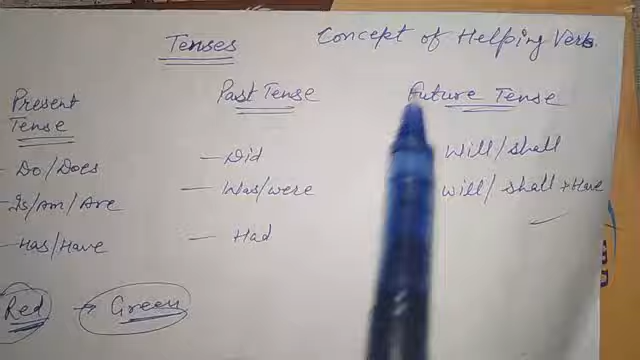 Tenses
Concept of Helping Verbs.
Present
Tense
- Do/Does
- Is/Am/Are
- Has/Have
Past Tense
- Did
- Was/were
- Had
Future Tense
Will/shall
will/ shall + Have
Red → Green